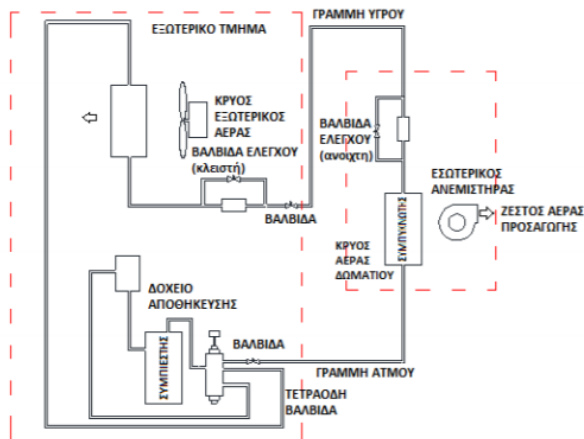 ΕΞΩΤΕΡΙΚΟ ΤΜΗΜΑ
ΓΡΑΜΜΗ ΥΓΡΟΥ
ΚΡΥΟΣ
ΕΞΩΤΕΡΙΚΟΣ
ΑΕΡΑΣ
ΒΑΛΒΙΔΑ ΕΛΕΓΧΟΥ
(κλειστή)
ΒΑΛΒΙΔΑ
ΒΑΛΒΙΔΑ
ΕΛΕΓΧΟΥ
(ανοιχτη)
ΕΣΩΤΕΡΙΚΟΣ
ΑΝΕΜΙΣΤΗΡΑΣ
ΖΕΣΤΟΣ ΑΕΡΑΣ
ΠΡΟΣΑΓΩΓΗΣ
ΣΥΜΠΥΚΝΩΤΗΣ
ΚΡΥΟΣ
ΑΕΡΑΣ
ΔΩΜΑΤΙΟΥ
ΔΟΧΕΙΟ
ΑΠΟΘΗΚΕΥΣΗΣ
ΣΥΜΠΙΕΣΤΗΣ
ΒΑΛΒΙΔΑ
ΓΡΑΜΜΗ ΑΤΜΟΥ
ΤΕΤΡΑΟΔΗ
ΒΑΛΒΙΔΑ